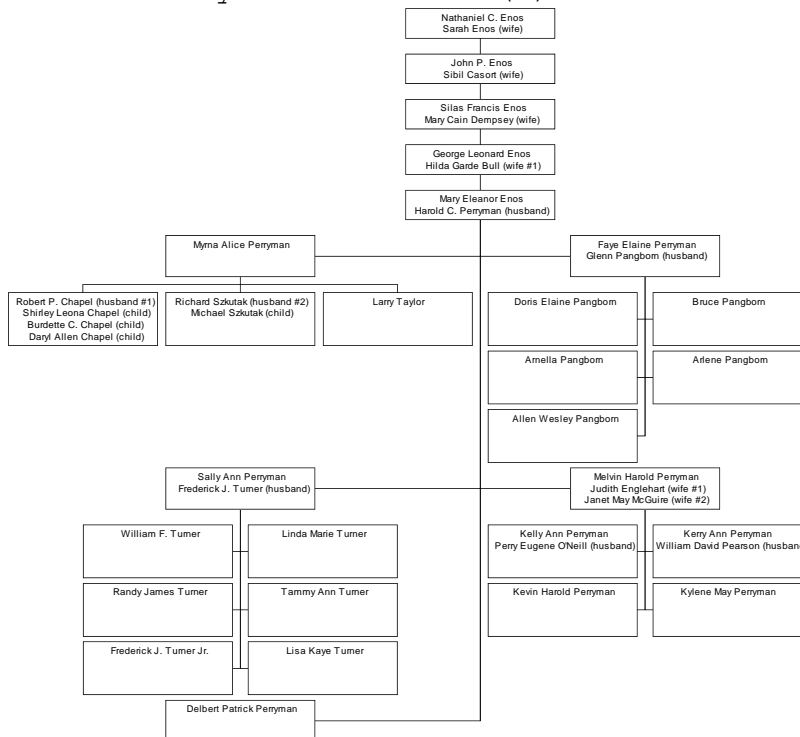 Nathaniel C. Enos
Sarah Enos (wife)
John P. Enos
Sibil Casort (wife)
Silas Francis Enos
Mary Cain Dempsey (wife)
George Leonard Enos
Hilda Garde Bull (wife #1)
Mary Eleanor Enos
Harold C. Perryman (husband)
Myrna Alice Perryman
Faye Elaine Perryman
Glenn Pangborn (husband)
Robert P. Chapel (husband #1)
Shirley Leona Chapel (child)
Burdette C. Chapel (child)
Daryl Allen Chapel (child)
Richard Szkutak (husband #2)
Michael Szkutak (child)
Larry Taylor
Doris Elaine Pangborn
Bruce Pangborn
Arnella Pangborn
Arlene Pangborn
Allen Wesley Pangborn
Sally Ann Perryman
Frederick J. Turner (husband)
Melvin Harold Perryman
Judith Englehart (wife #1)
Janet May McGuire (wife #2)
William F. Turner
Linda Marie Turner
Kelly Ann Perryman
Perry Eugene O'Neill (husband)
Kerry Ann Perryman
William David Pearson (husband
Randy James Turner
Tammy Ann Turner
Kevin Harold Perryman
Kylene May Perryman
Frederick J. Turner Jr.
Lisa Kaye Turner
Delbert Patrick Perryman